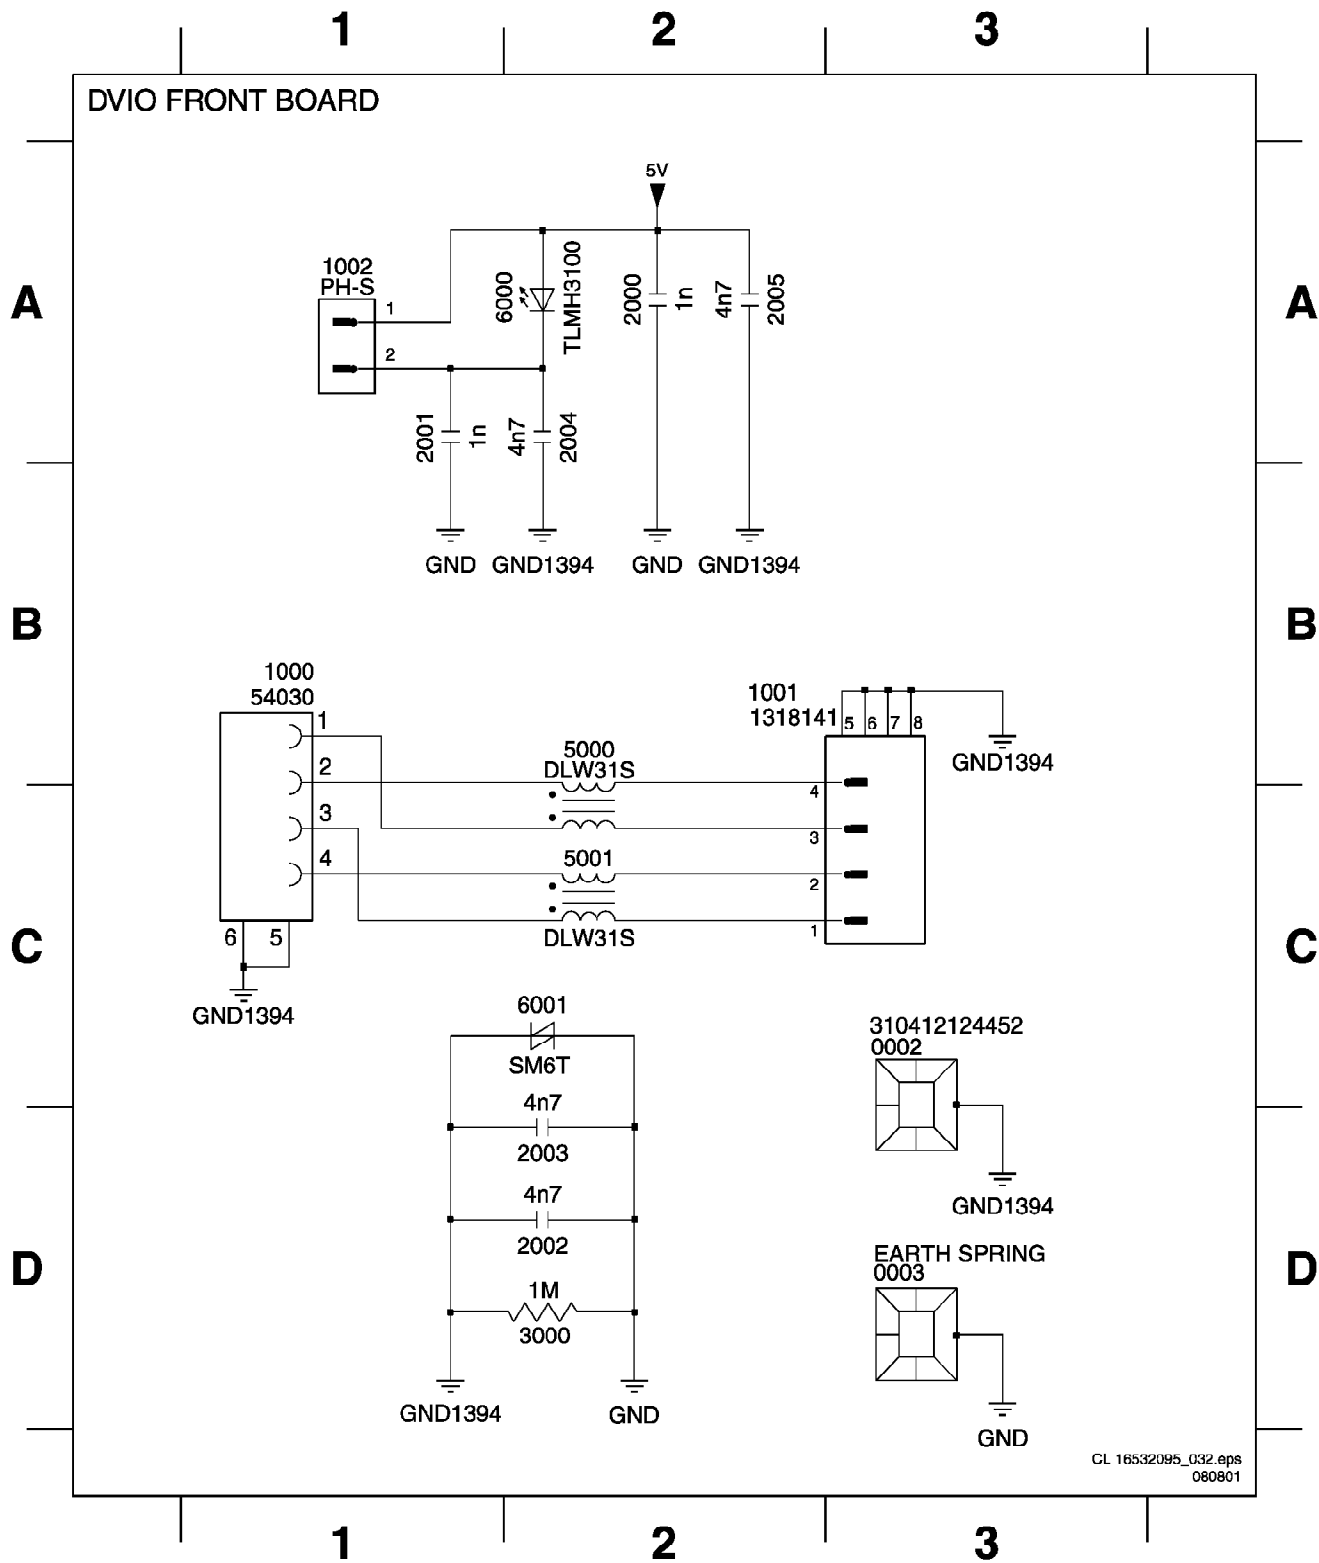 1 2 3
DVIO FRONT BOARD
5V
A A
1002
PH-S
1
2
6000
TLMH3100
2000
1n
4n7
2005
2001
1n
4n7
2004
GND GND1394 GND GND1394
B B
1000
54030
1
2
3
4
6 5
GND1394
5000
DLW31S
5001
DLW31S
1001
1318141
5 6 7 8
GND1394
4
3
2
1
C C
6001
SM6T
4n7
2003
4n7
2002
1M
3000
GND1394 GND
310412124452
0002
GND1394
D D
EARTH SPRING
0003
GND
CL 16532095_032.eps
080801
1 2 3